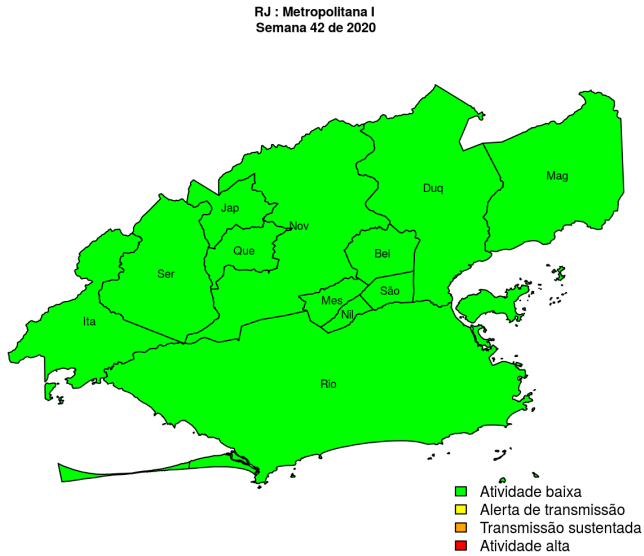 RJ : Metropolitana I
Semana 42 de 2020
Duq
Mag
Jap
Nov
Que
Bel
Ser
São
Mes
Nil
Ita
Rio
Atividade baixa
Alerta de transmissão
Transmissão sustentada
Atividade alta